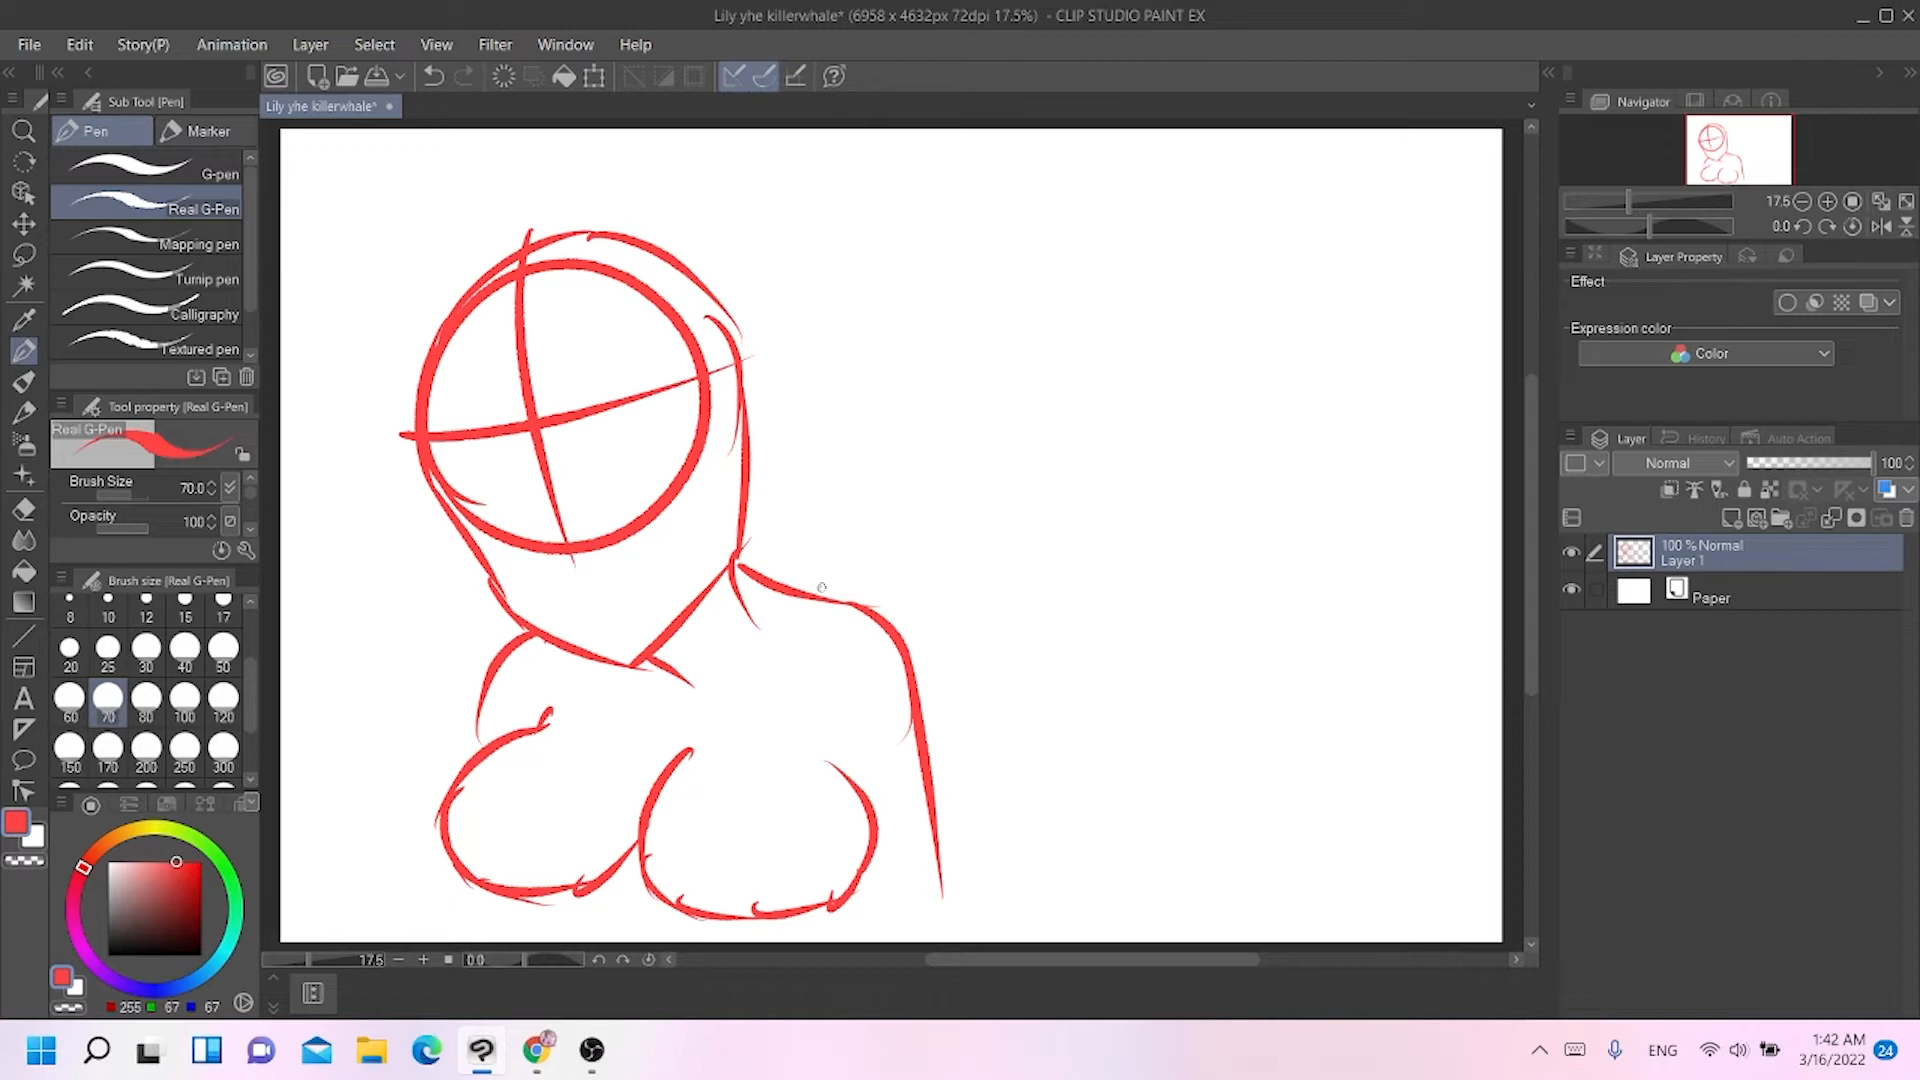 Lily yhe killerwhale* (6958 x 4632px 72dpi 17.5%) - CLIP STUDIO PAINT EX
File Edit Story(P) Animation Layer Select View Filter Window Help
Sub Tool [Pen]
Lily yhe killerwhale*
Navigator
Pen Marker
G-pen
Real G-Pen
Mapping pen
Turnip pen
Calligraphy
Textured pen
Tool property [Real G-Pen]
Real G-Pen
Brush Size 70.0
Opacity 100
Brush size [Real G-Pen]
8 10 12 15 17
20 25 30 40 50
60 70 80 100 120
150 170 200 250 300
255 67 67
17.5 0.0
17.5
0.0
Layer Property
Effect
Expression color
Color
Layer History Auto Action
Normal 100
100 % Normal
Layer 1
Paper
ENG
1:42 AM
3/16/2022
24